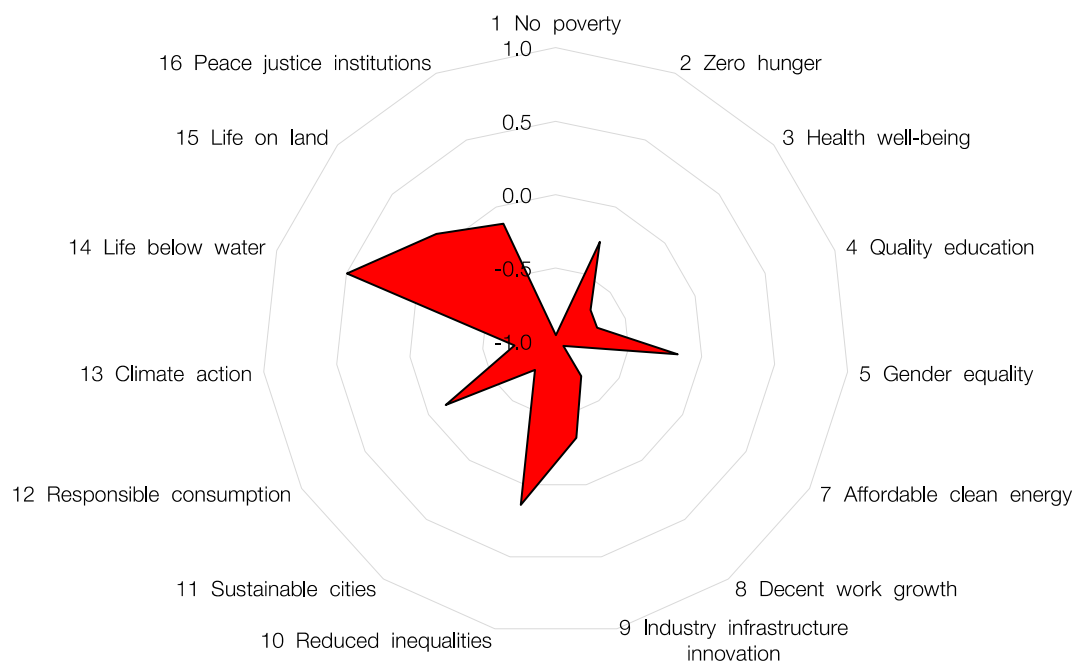 1 No poverty
1.0
16 Peace justice institutions
2 Zero hunger
0.5
15 Life on land
3 Health well-being
0.0
14 Life below water
4 Quality education
-0.5
-1.0
13 Climate action
5 Gender equality
12 Responsible consumption
7 Affordable clean energy
11 Sustainable cities
8 Decent work growth
10 Reduced inequalities
9 Industry infrastructure
innovation